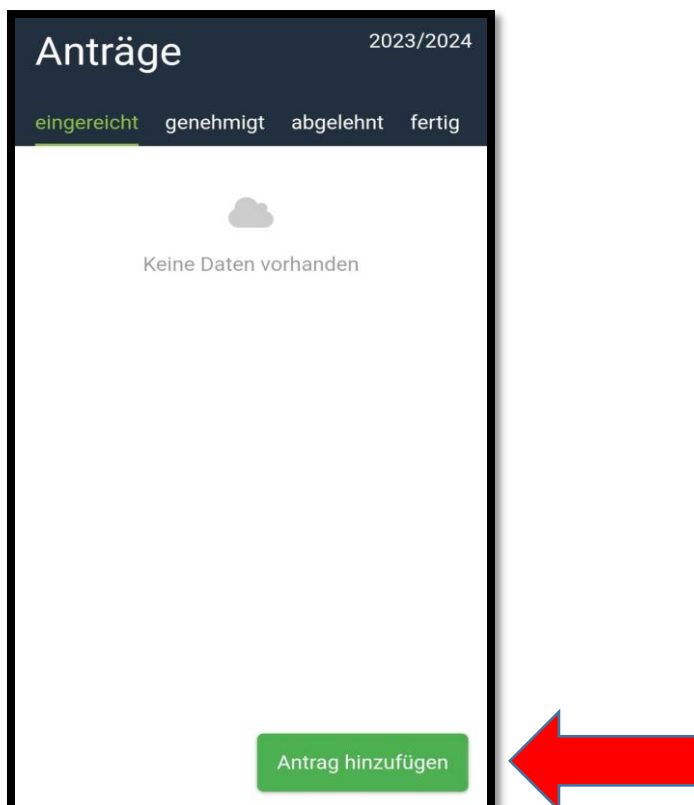 Anträge 2023/2024
eingereicht genehmigt abgelehnt fertig
Keine Daten vorhanden
Antrag hinzufügen